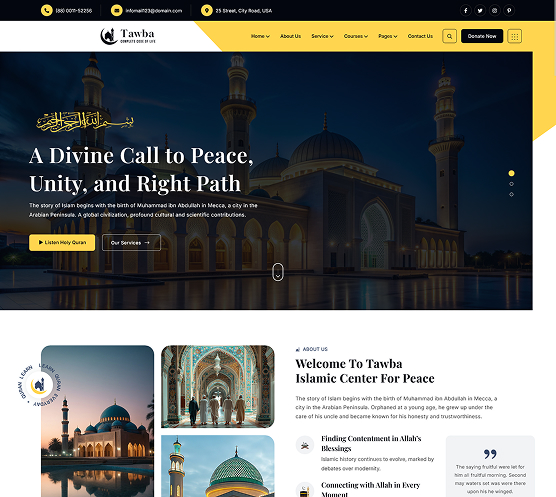 (88) 0011-52256
infomail123@domain.com
25 Street, City Road, USA
Tawba
COMPLETE CODE OF LIFE
Home
About Us
Service
Courses
Pages
Contact Us
Donate Now
بسم الله الرحمن الرحيم
A Divine Call to Peace,
Unity, and Right Path
The story of Islam begins with the birth of Muhammad ibn Abdullah in Mecca, a city in the
Arabian Peninsula. A global civilization, profound cultural and scientific contributions.
Listen Holy Quran
Our Services
LEARN QURAN EVERYDAY • QURAN LEARN
ABOUT US
Welcome To Tawba
Islamic Center For Peace
The story of Islam begins with the birth of Muhammad ibn Abdullah in Mecca, a
city in the Arabian Peninsula. Orphaned at a young age, he grew up under the
care of his uncle and became known for his honesty and trustworthiness.
Finding Contentment in Allah's
Blessings
Islamic history continues to evolve, marked by
debates over modernity.
Connecting with Allah in Every
Moment
The saying fruitful were let for
him all fruitful morning. Second
may waters sot was were there
upon his he winged.